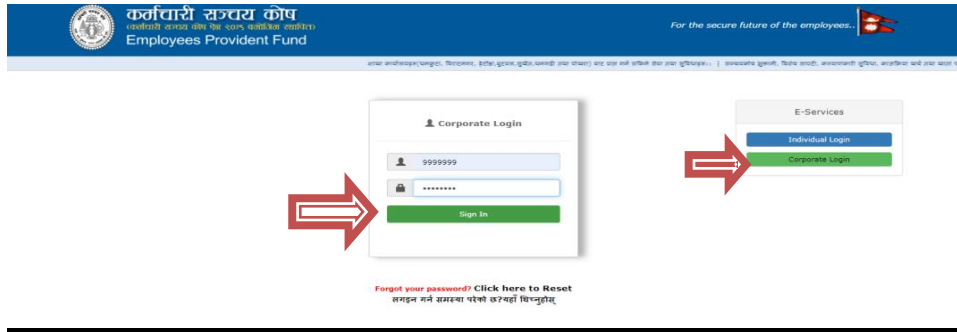 कर्मचारी सञ्चय कोष
Employees Provident Fund
For the secure future of the employees..
Corporate Login
9999999
••••••••
Sign In
E-Services
Individual Login
Corporate Login
Forgot your password? Click here to Reset
लगइन गर्न समस्या परेको छ?यहाँ थिच्नुहोस्